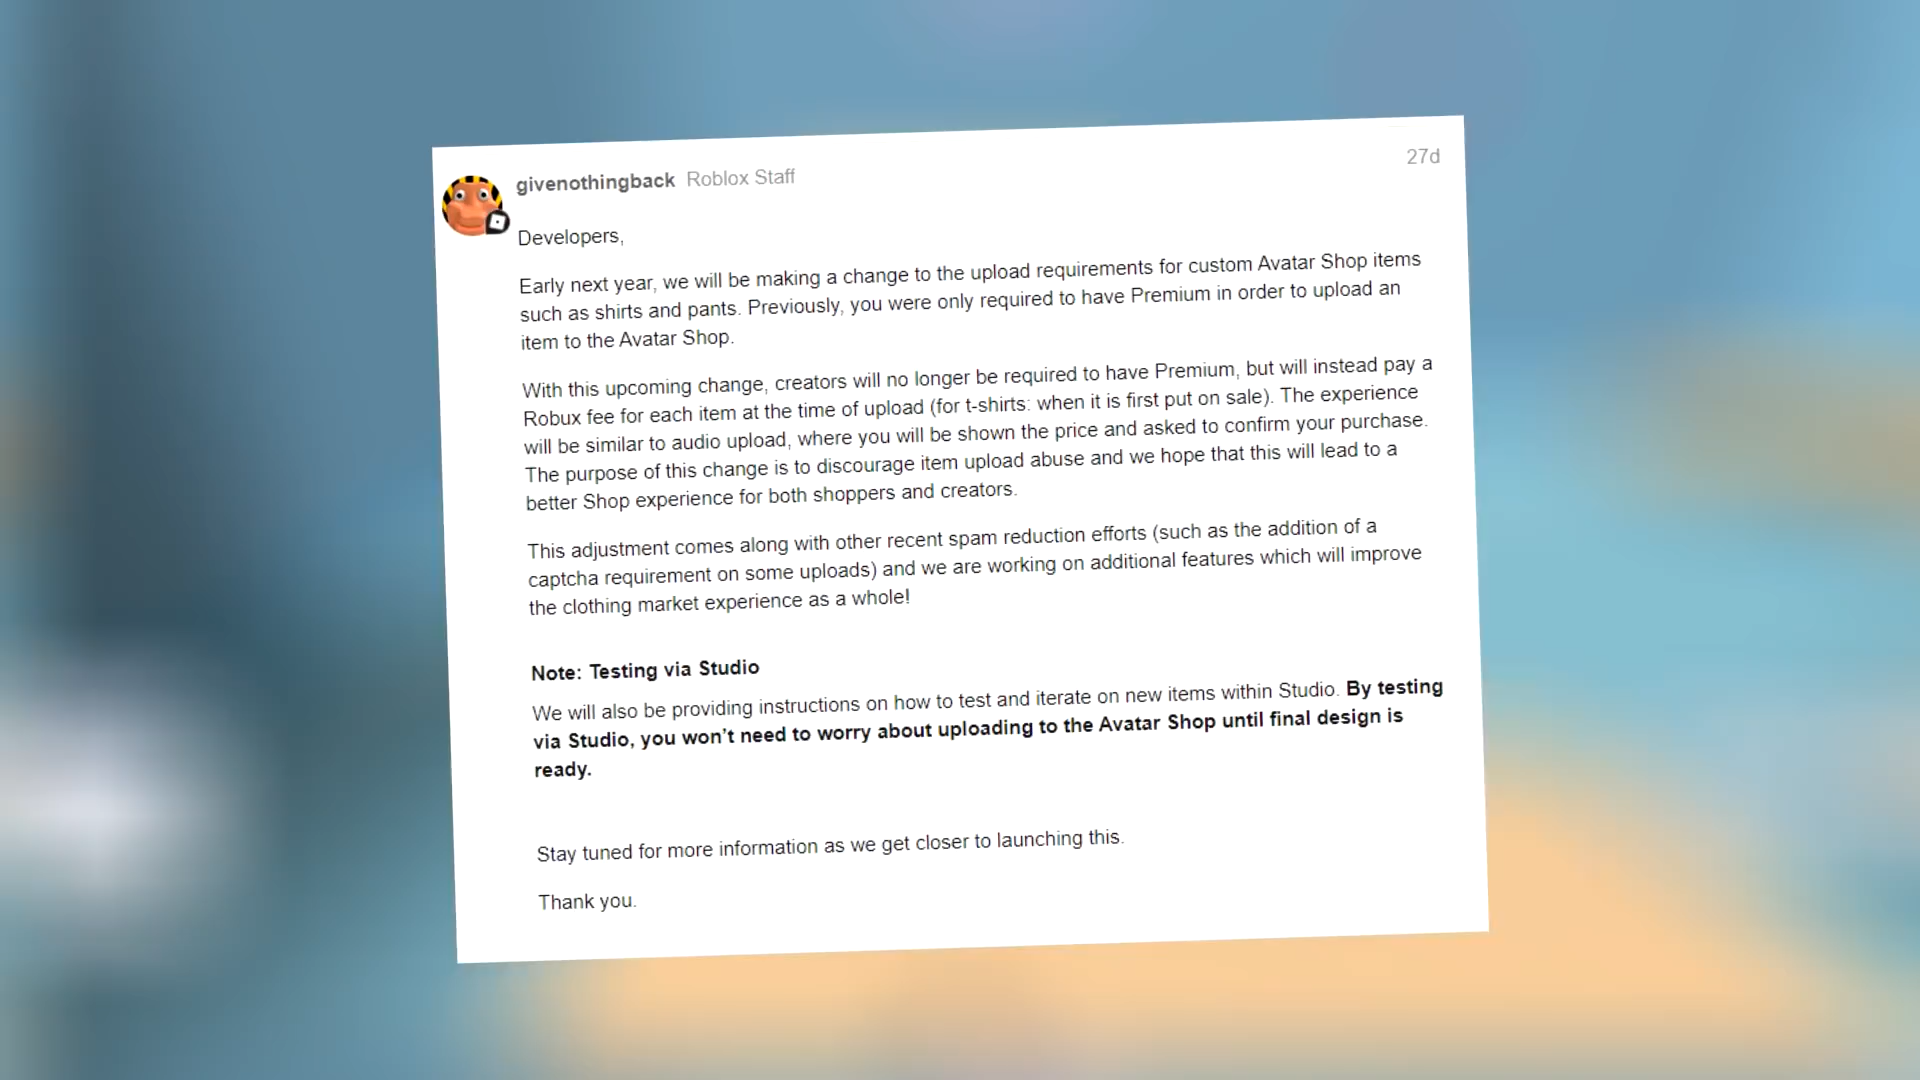 givenothingback Roblox Staff 27d
Developers,
Early next year, we will be making a change to the upload requirements for custom Avatar Shop items
such as shirts and pants. Previously, you were only required to have Premium in order to upload an
item to the Avatar Shop.
With this upcoming change, creators will no longer be required to have Premium, but will instead pay a
Robux fee for each item at the time of upload (for t-shirts: when it is first put on sale). The experience
will be similar to audio upload, where you will be shown the price and asked to confirm your purchase.
The purpose of this change is to discourage item upload abuse and we hope that this will lead to a
better Shop experience for both shoppers and creators.
This adjustment comes along with other recent spam reduction efforts (such as the addition of a
captcha requirement on some uploads) and we are working on additional features which will improve
the clothing market experience as a whole!
Note: Testing via Studio
We will also be providing instructions on how to test and iterate on new items within Studio. By testing
via Studio, you won’t need to worry about uploading to the Avatar Shop until final design is
ready.
Stay tuned for more information as we get closer to launching this.
Thank you.